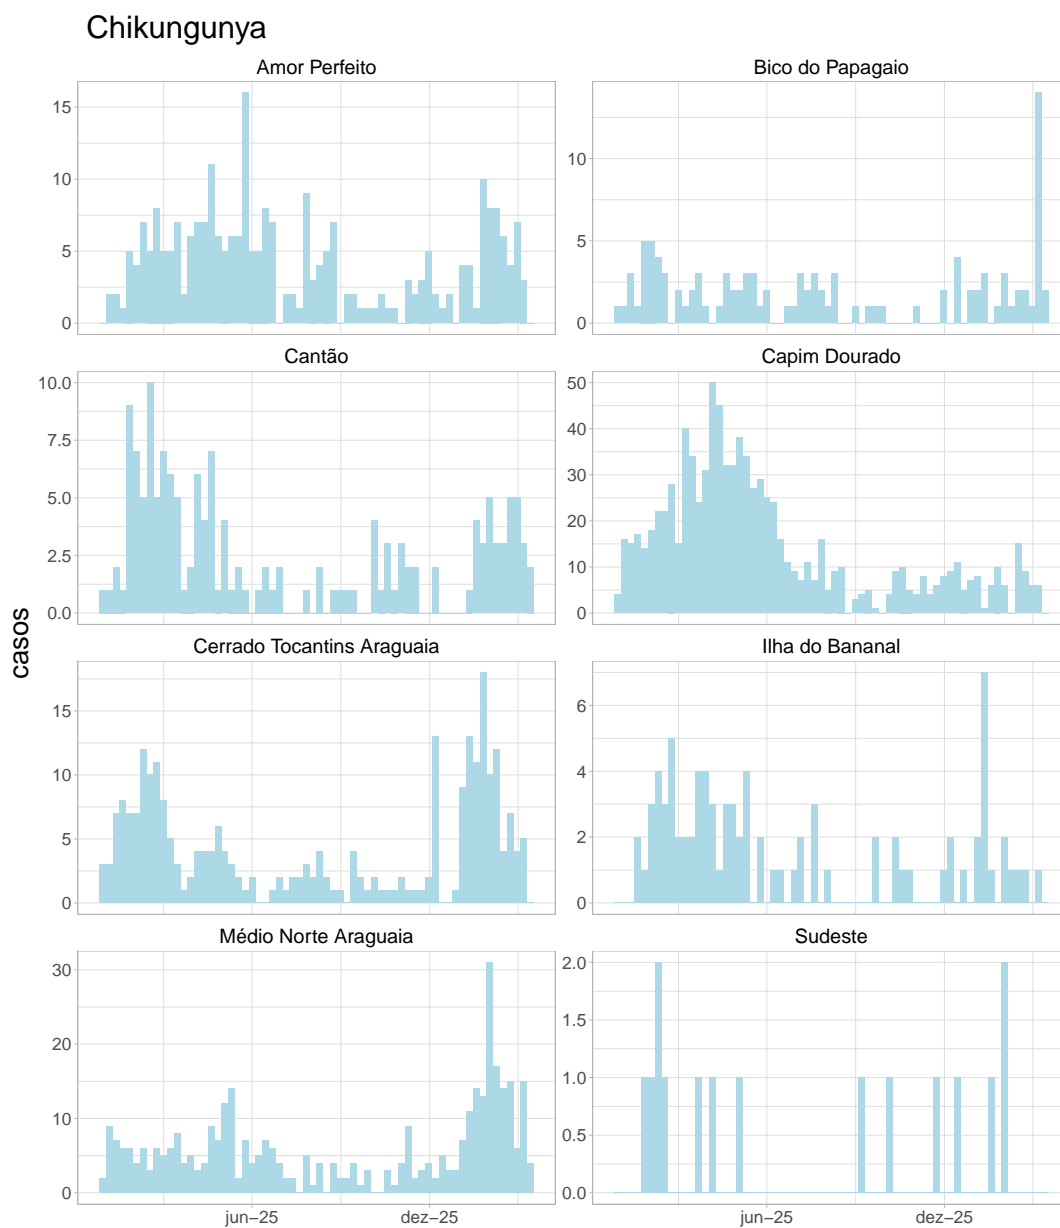 Chikungunya
Amor Perfeito
Bico do Papagaio
15
10
5
0
10
5
0
Cantão
Capim Dourado
10.0
7.5
5.0
2.5
0.0
50
40
30
20
10
0
casos
Cerrado Tocantins Araguaia
Ilha do Bananal
15
10
5
0
6
4
2
0
Médio Norte Araguaia
Sudeste
30
20
10
0
2.0
1.5
1.0
0.5
0.0
jun−25
dez−25
jun−25
dez−25